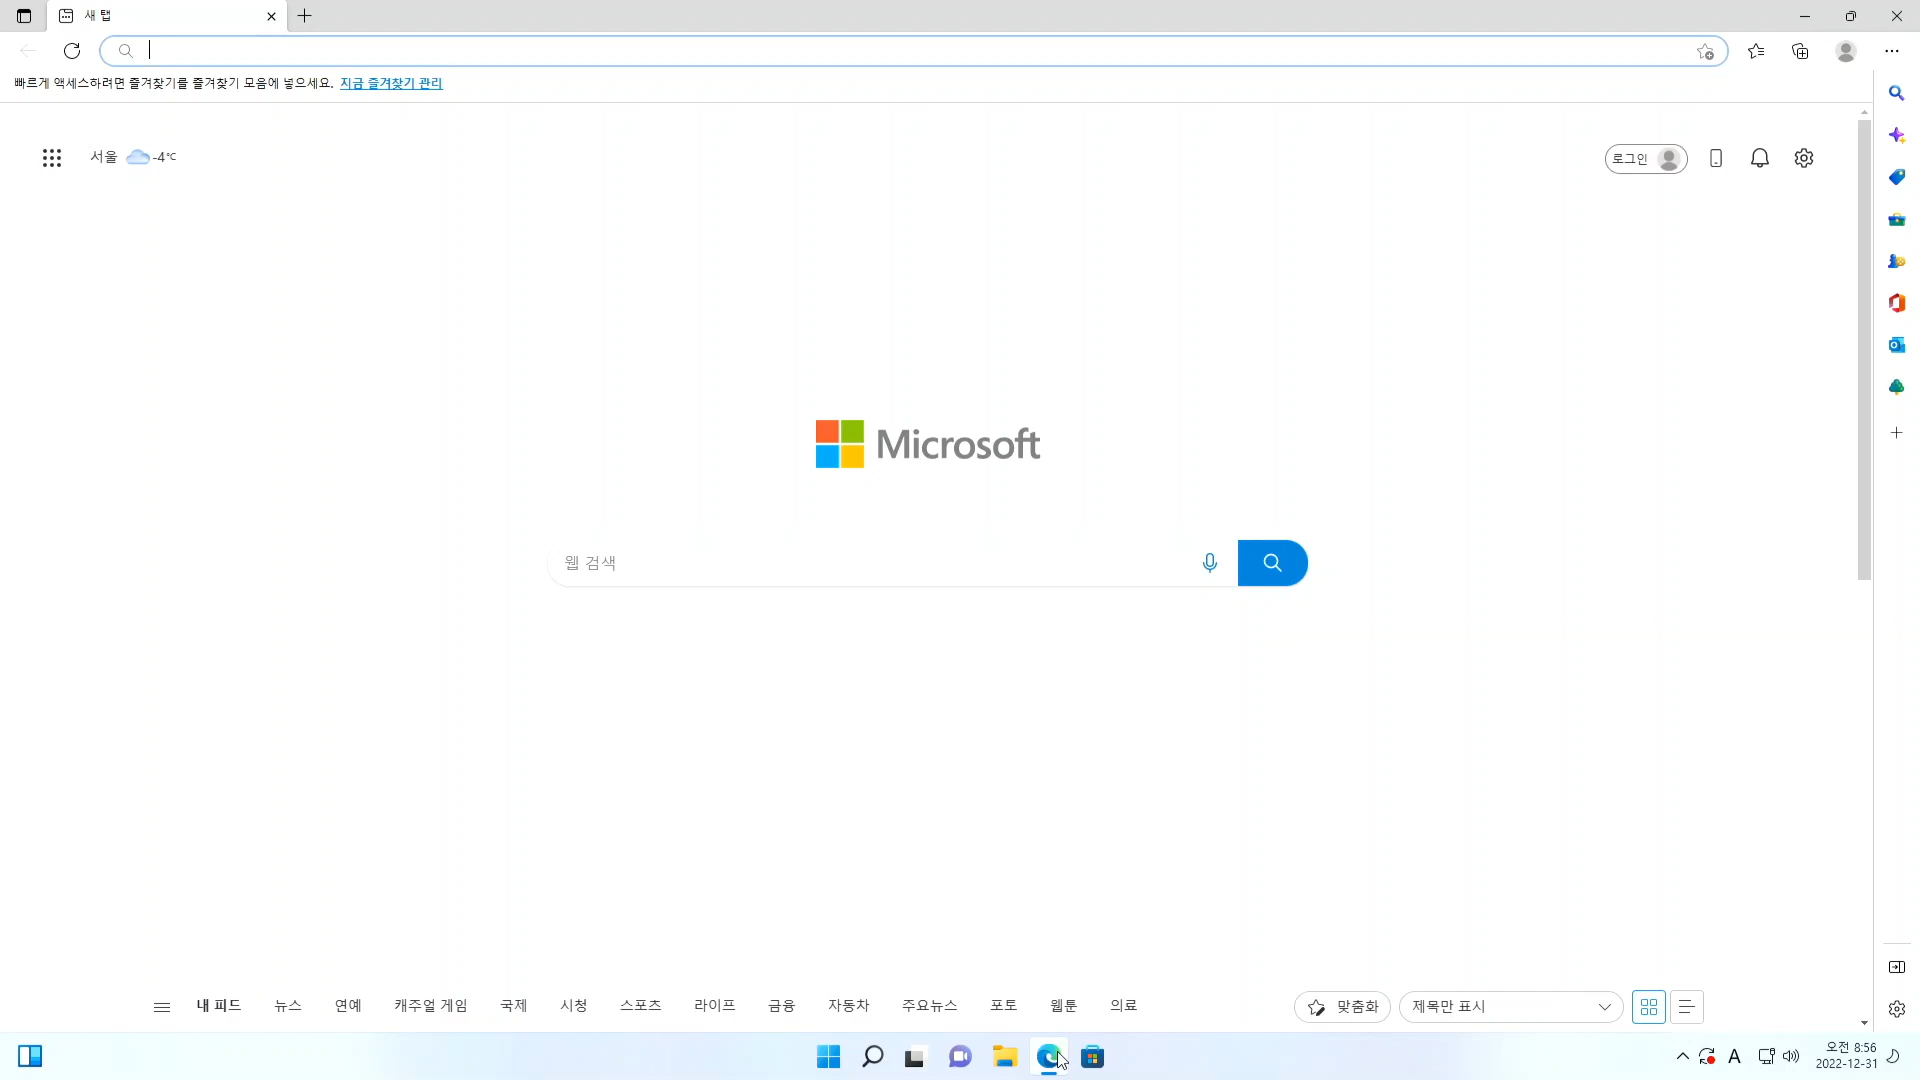 새 탭
빠르게 액세스하려면 즐겨찾기를 즐겨찾기 모음에 넣으세요. 지금 즐겨찾기 관리
서울 -4°C
로그인
Microsoft
웹 검색
내 피드 뉴스 연예 캐주얼 게임 국제 시청 스포츠 라이프 금융 자동차 주요뉴스 포토 웹툰 의료 맞춤화 제목만 표시
A 오전 8:56
2022-12-31